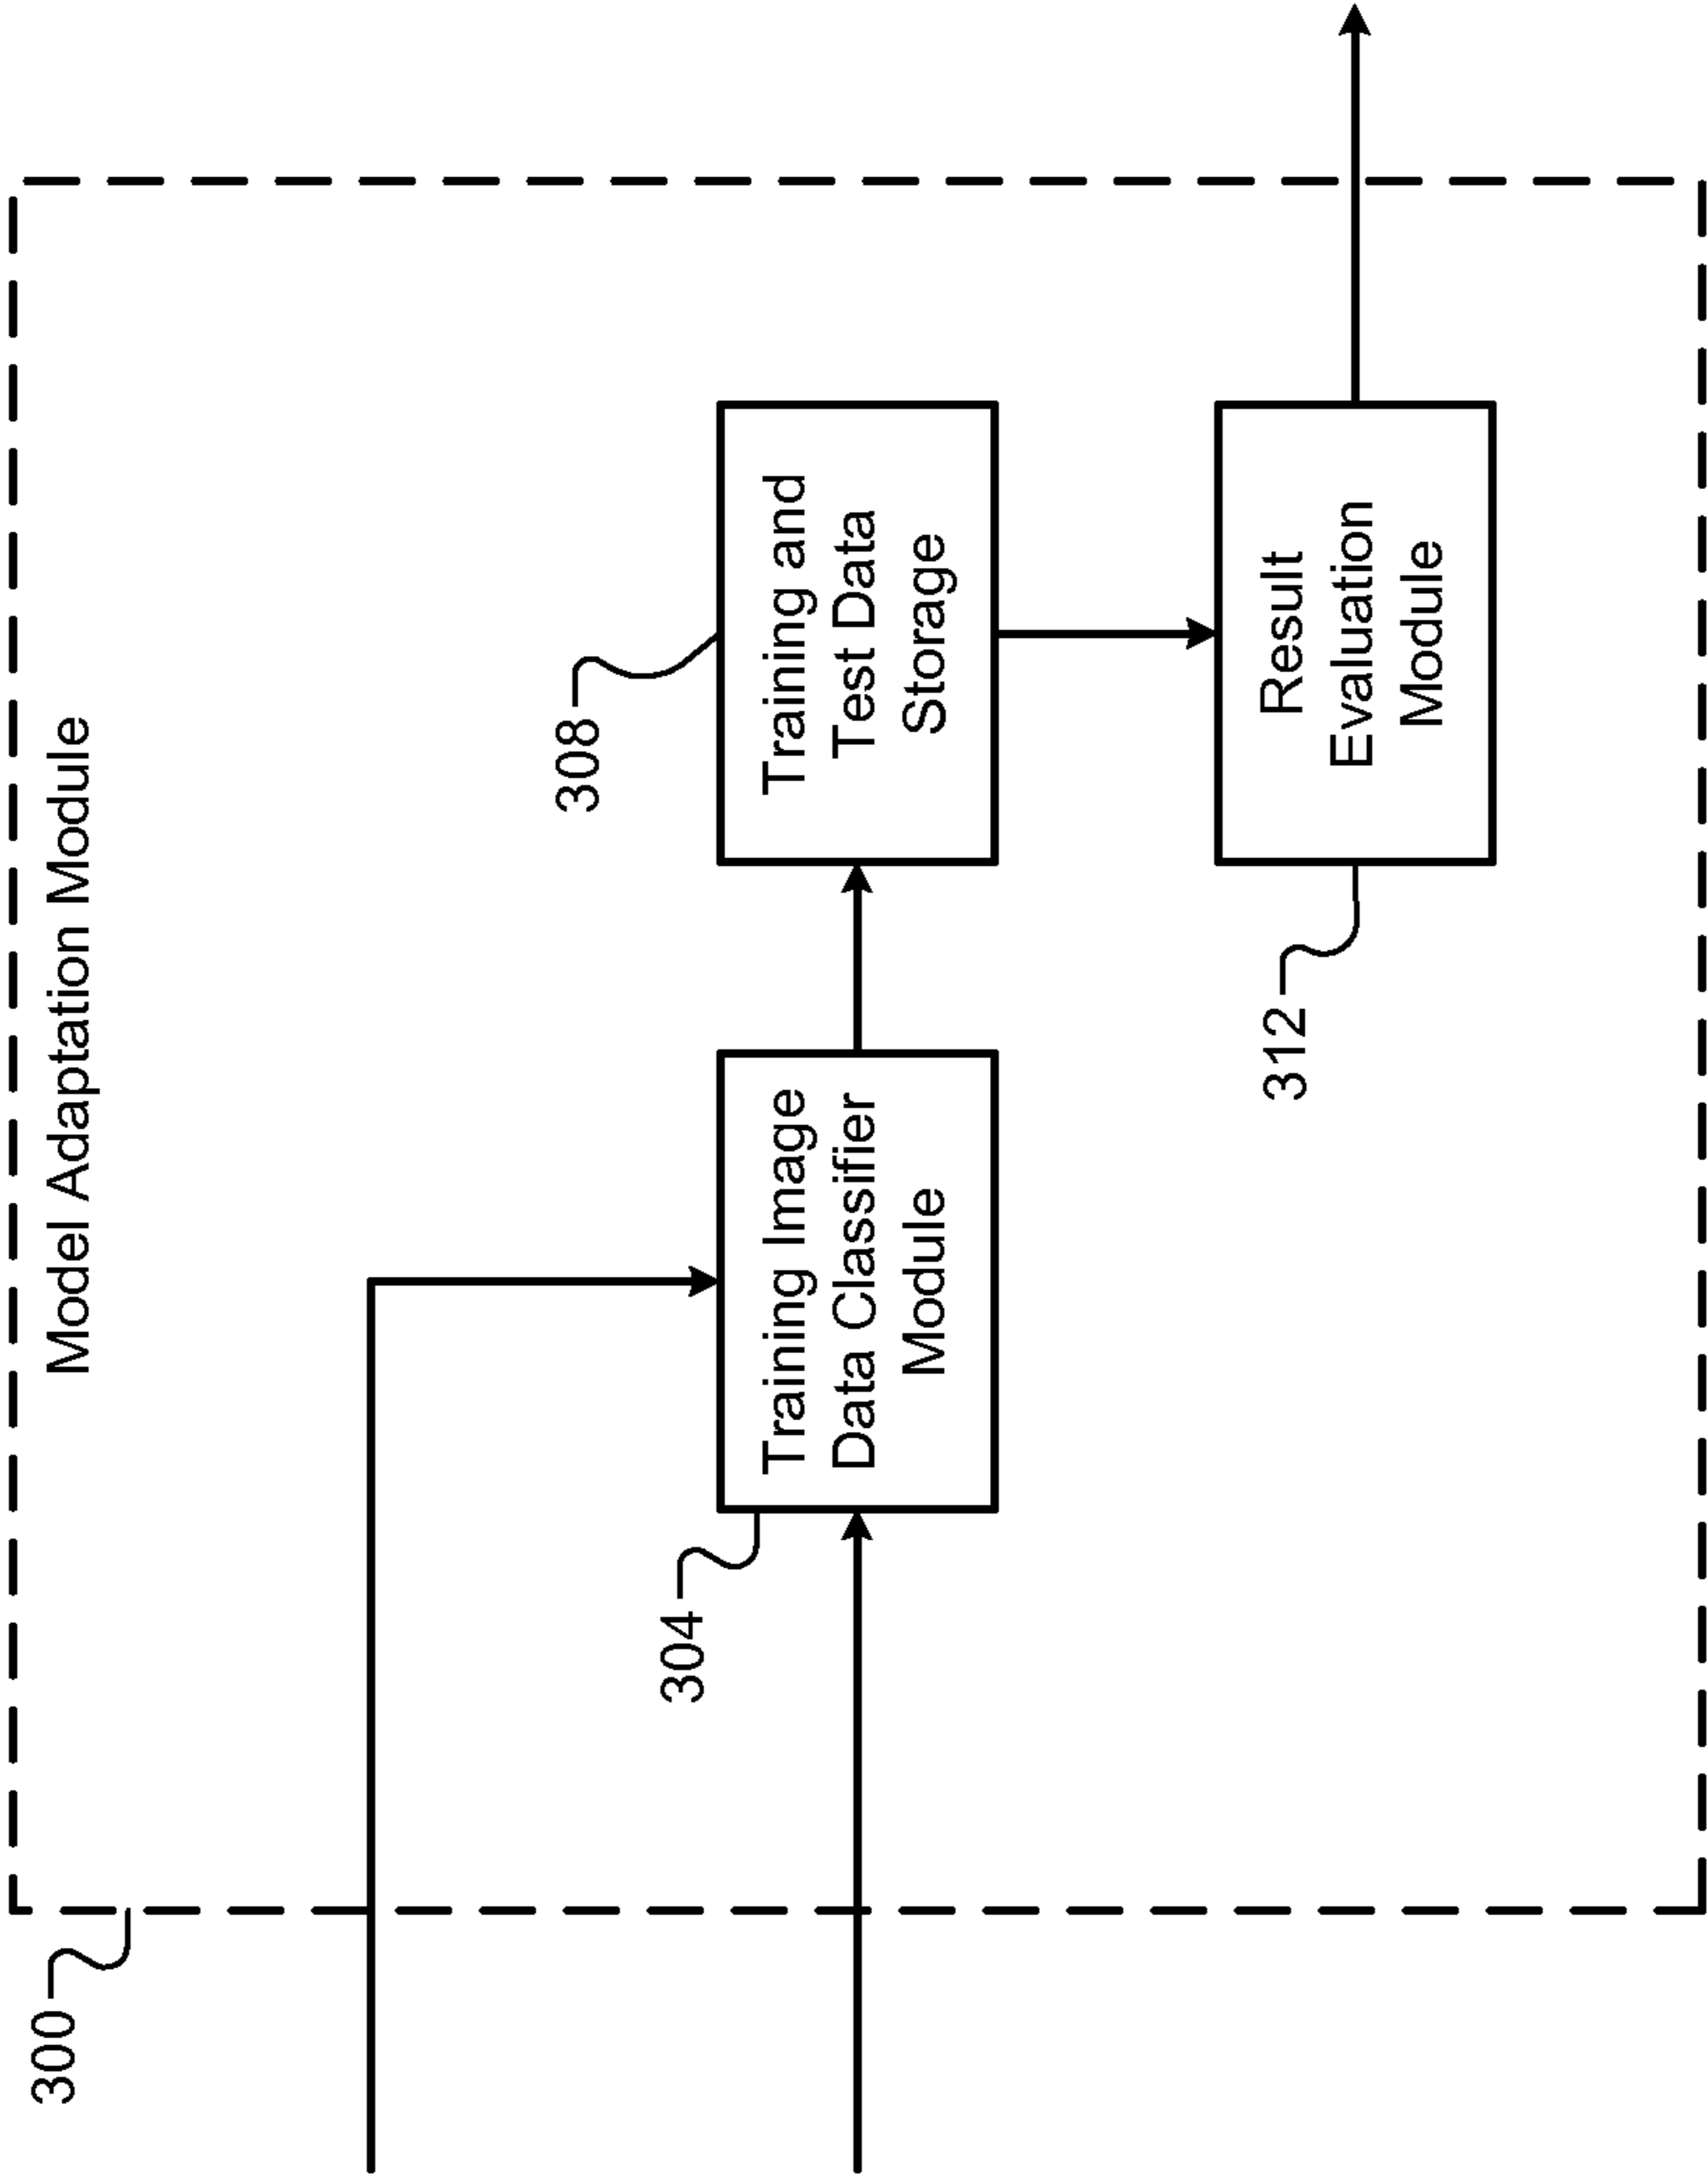 300
Model Adaptation Module
304
Training Image
Data Classifier
Module
308
Training and
Test Data
Storage
312
Result
Evaluation
Module